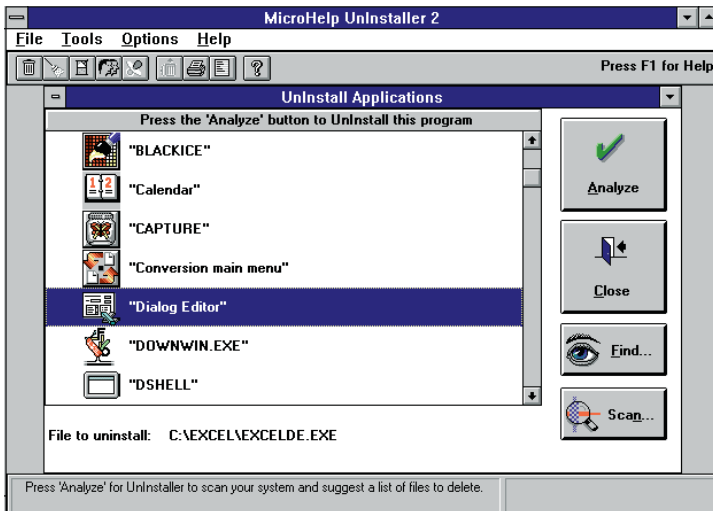 MicroHelp UnInstaller 2
File Tools Options Help
Press F1 for Help
UnInstall Applications
Press the 'Analyze' button to UnInstall this program
"BLACKICE"
1 2
"Calendar"
"CAPTURE"
"Conversion main menu"
"Dialog Editor"
"DOWNWIN.EXE"
"DSHELL"
Analyze
Close
Find...
Scan...
File to uninstall: C:\EXCEL\EXCELDE.EXE
Press 'Analyze' for UnInstaller to scan your system and suggest a list of files to delete.